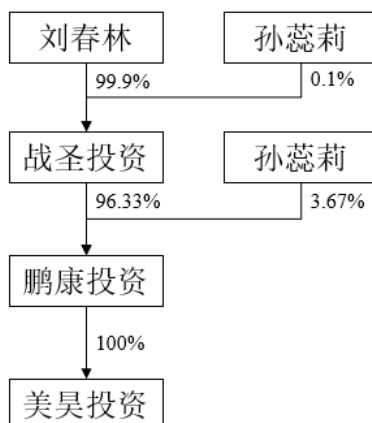 刘春林
孙蕊莉
99.9%
0.1%
战圣投资
孙蕊莉
96.33%
3.67%
鹏康投资
100%
美昊投资